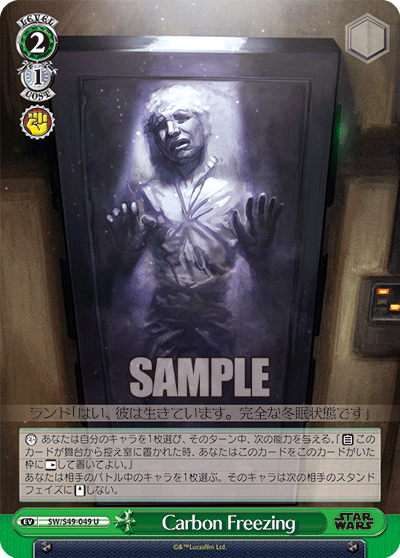 LEVEL
2
1
COST
SAMPLE
ランド「はい、彼は生きています。完全な冬眠状態です」
あなたは自分のキャラを1枚選び、そのターン中、次の能力を与える。『この
カードが舞台から控え室に置かれた時、あなたはこのカードをこのカードがいた
枠に して置いてよい。』
あなたは相手のバトル中のキャラを1枚選ぶ。そのキャラは次の相手のスタンド
フェイズに しない。
EV
SW/S49-049 U
Carbon Freezing
STAR
WARS
©&™Lucasfilm Ltd.